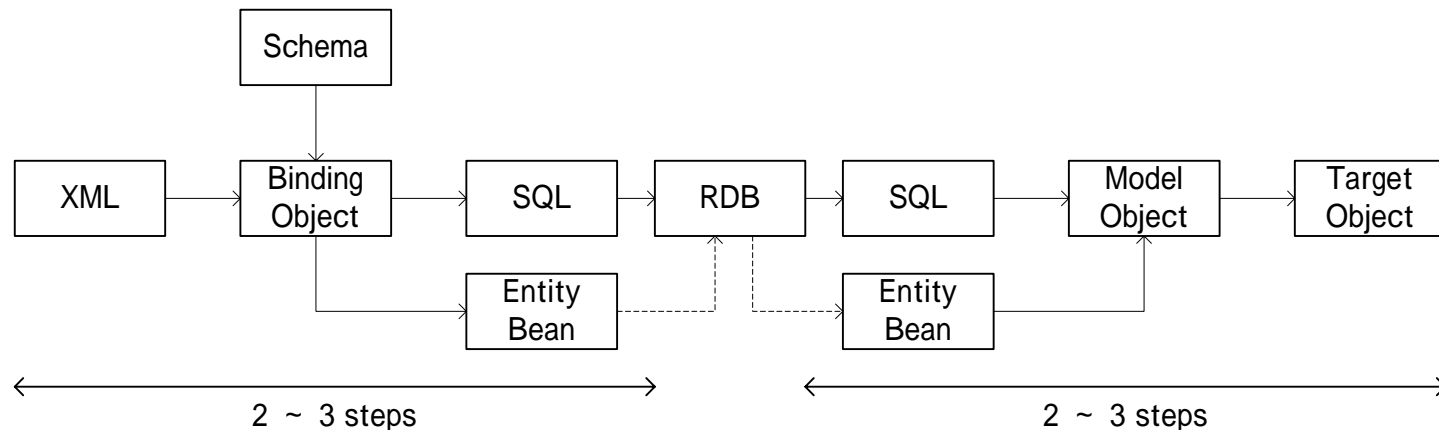 Schema
XML
Binding
Object
SQL
RDB
SQL
Model
Object
Target
Object
Entity
Bean
Entity
Bean
2 ~ 3 steps
2 ~ 3 steps